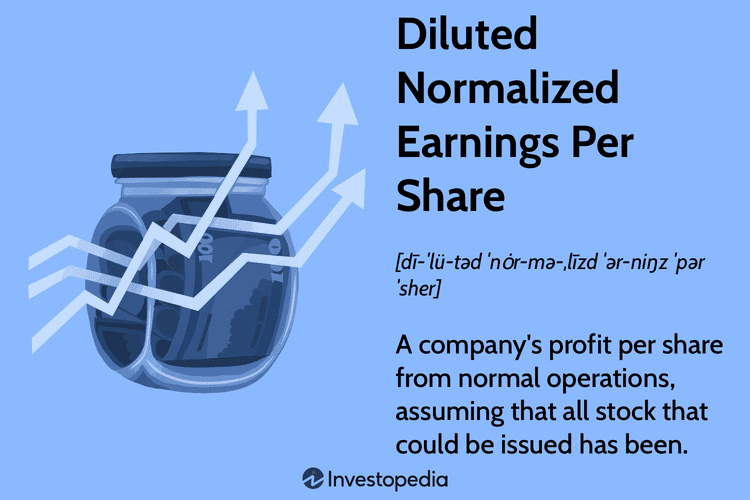 Diluted
Normalized
Earnings Per
Share
[dī-ˈlü-təd ˈnȯr-mə-ˌlīzd ˈər-niŋz ˈpər
ˈsher]
100
100
A company's profit per share
from normal operations,
assuming that all stock that
could be issued has been.
Investopedia